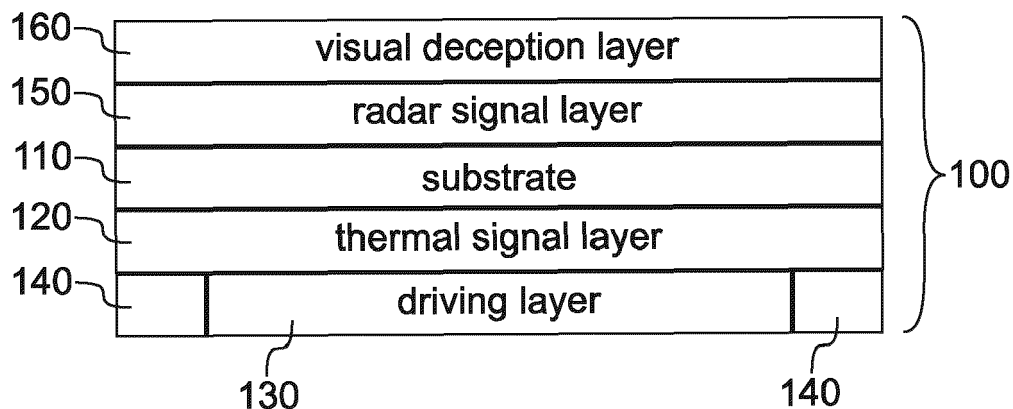 160
visual deception layer
150
radar signal layer
110
substrate
100
120
thermal signal layer
140
driving layer
130
140